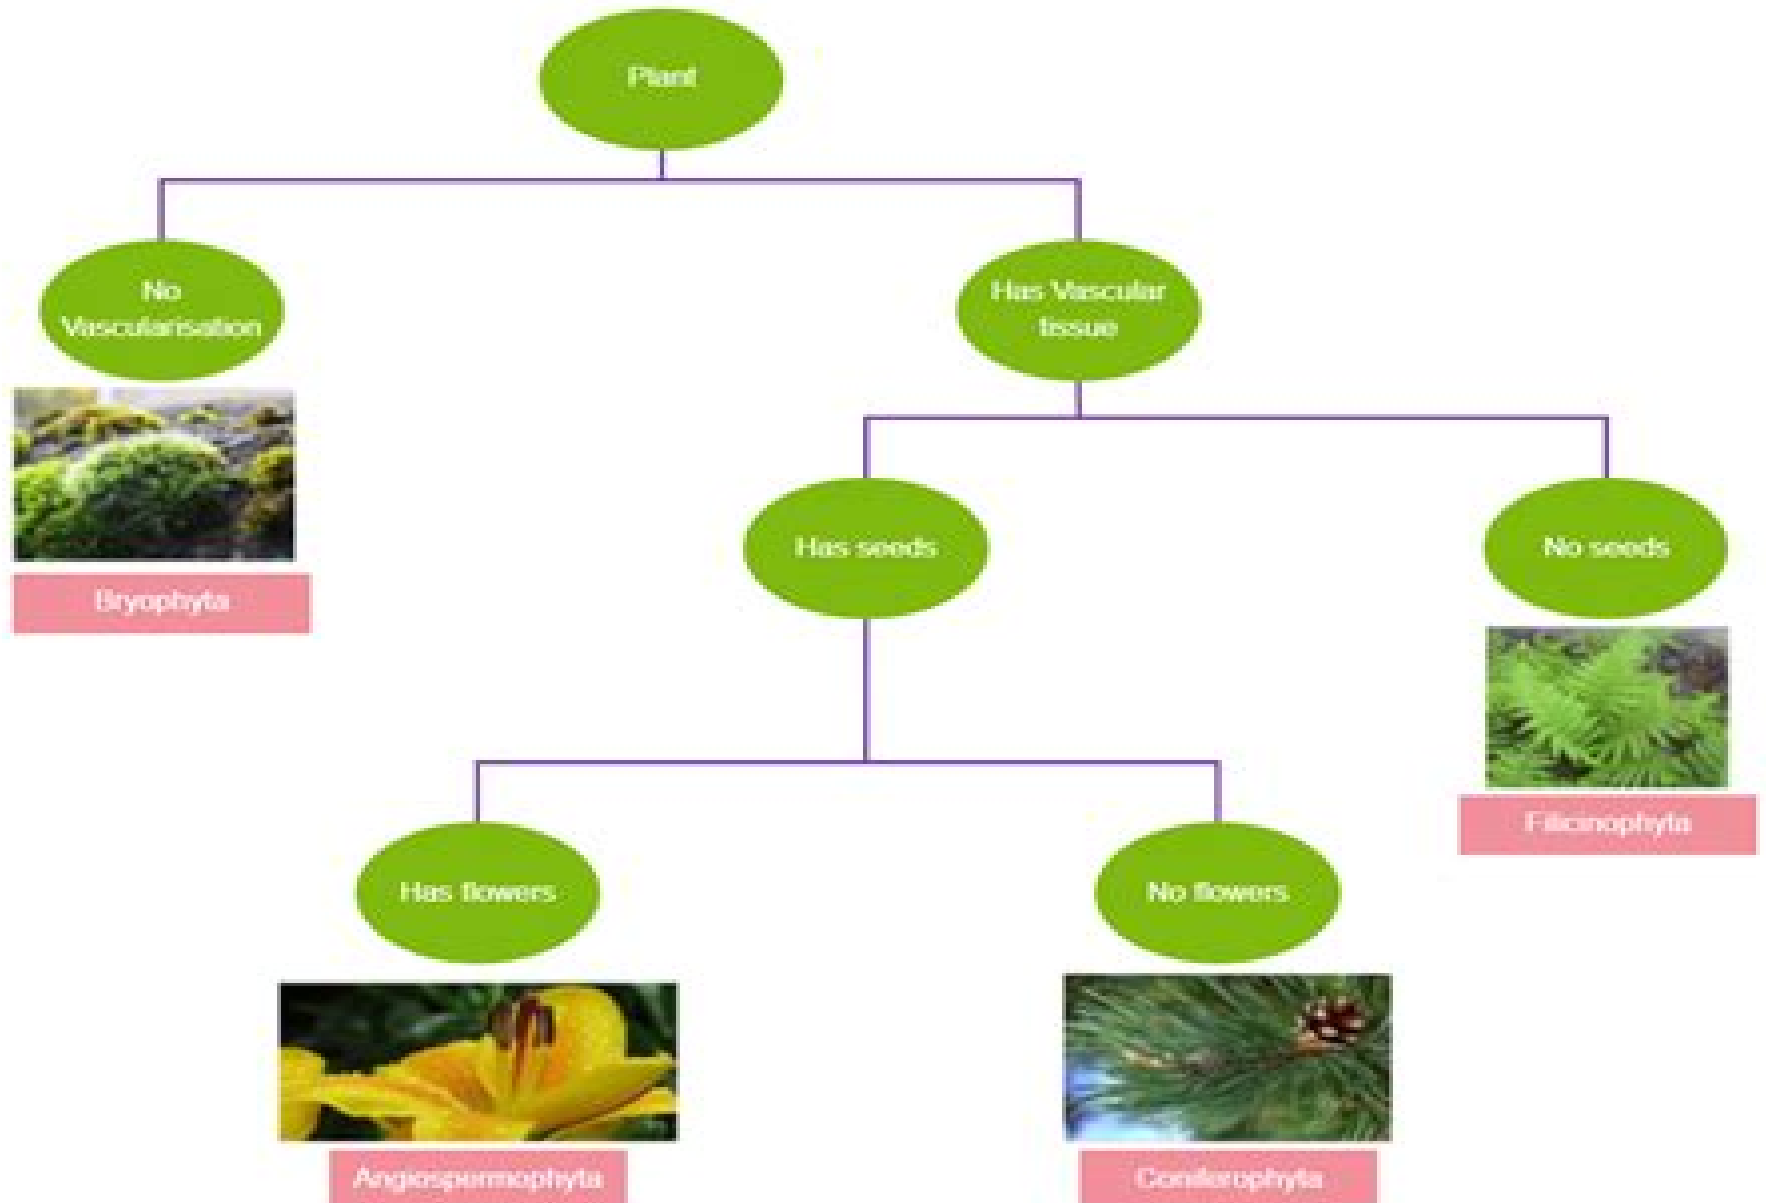 Plant
No
Vascularisation
Has Vascular
tissue
Bryophyta
Has seeds
No seeds
Filicinophyta
Has flowers
No flowers
Angiospermophyta
Coniferophyta